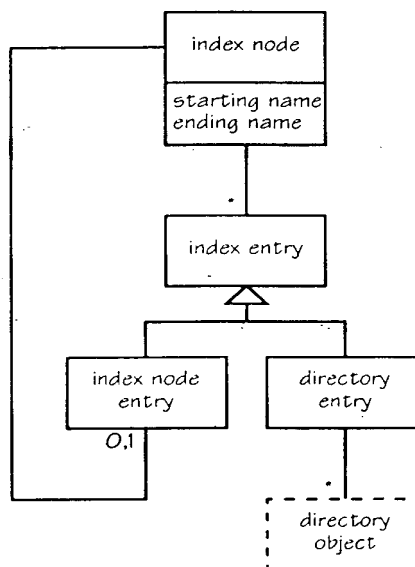 index node
starting name
ending name
*
index entry
index node
entry
directory
entry
0,1
*
directory
object